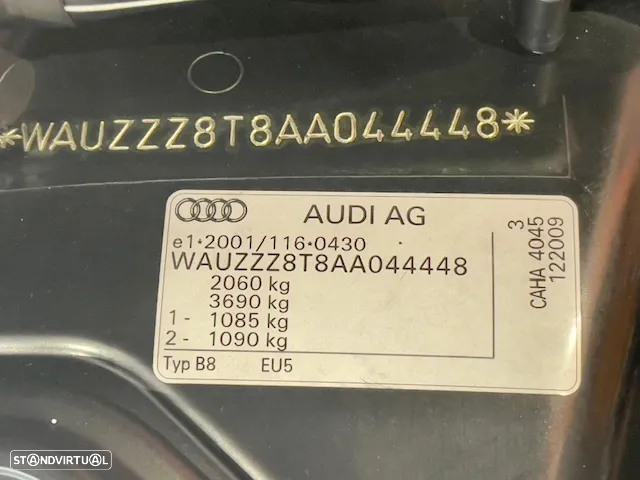 *WAUZZZ8T8AA044448*
AUDI AG
e1*2001/116*0430
WAUZZZ8T8AA044448
2060 kg
3690 kg
1 - 1085 kg
2 - 1090 kg
Typ B8 EU5
3
CAHA 4045
122009
STANDVIRTUAL